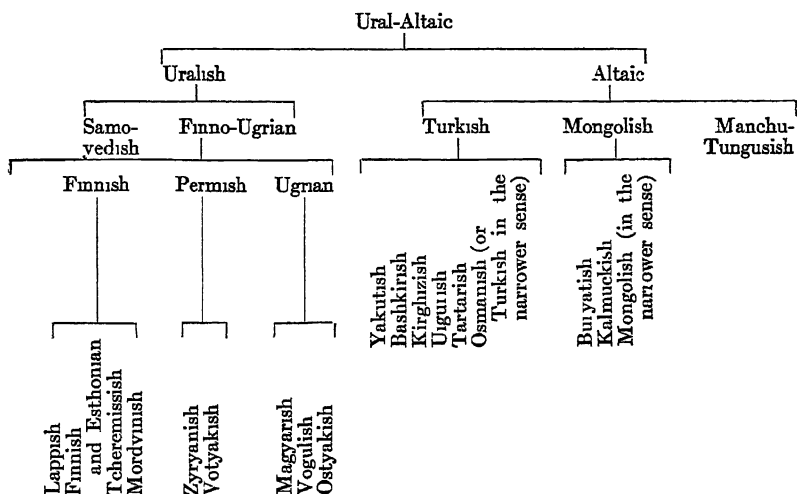 Ural-Altaic
Uralish
Altaic
Samo-
yedish
Finno-Ugrian
Turkish
Mongolish
Manchu-
Tungusish
Finnish
Permish
Ugrian
Yakutish
Bashkirish
Kirghizish
Uigurish
Tartarish
Osmanish (or
Turkish in the
narrower sense)
Buryatish
Kalmuckish
Mongolish (in the
narrower sense)
Lappish
Finnish
and Esthonian
Tcheremissish
Mordvinish
Zyryanish
Votyakish
Magyarish
Vogulish
Ostyakish